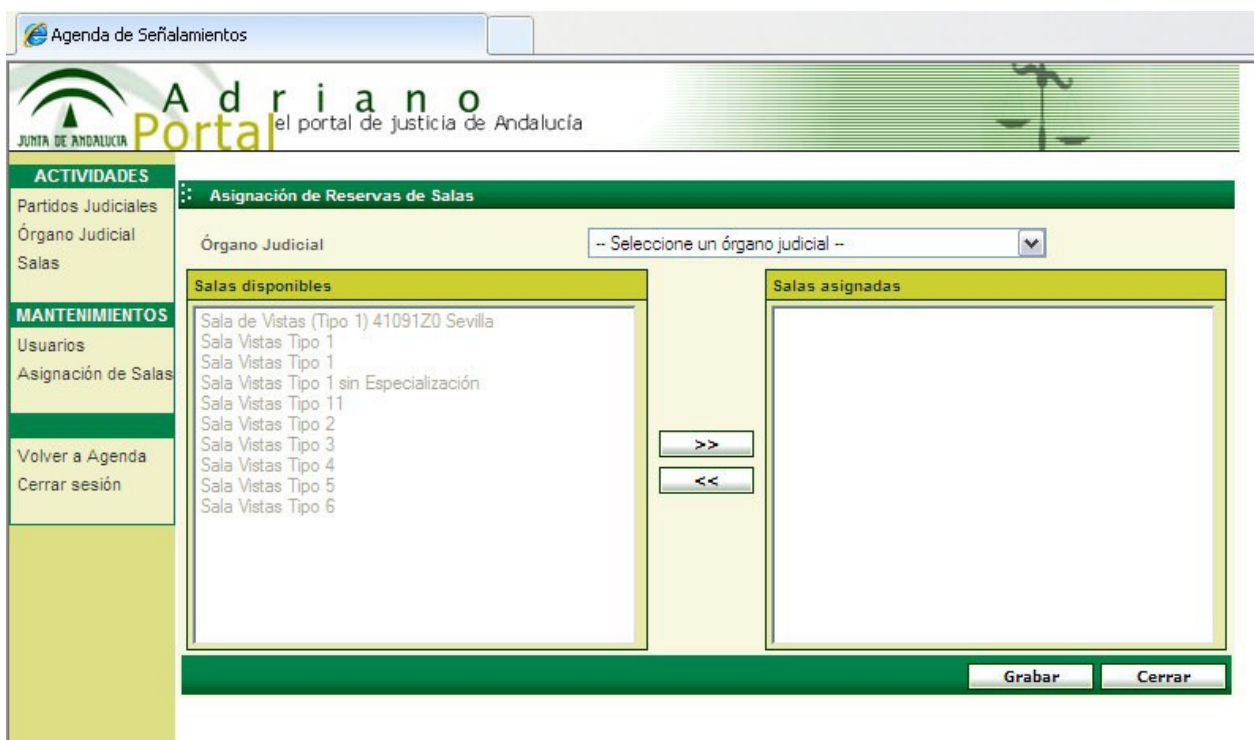 Agenda de Señalamientos
JUNTA DE ANDALUCIA
Adriano
Portal
el portal de justicia de Andalucía
ACTIVIDADES
Partidos Judiciales
Órgano Judicial
Salas
MANTENIMIENTOS
Usuarios
Asignación de Salas
Volver a Agenda
Cerrar sesión
Asignación de Reservas de Salas
Órgano Judicial
-- Seleccione un órgano judicial --
Salas disponibles
Sala de Vistas (Tipo 1) 41091Z0 Sevilla
Sala Vistas Tipo 1
Sala Vistas Tipo 1
Sala Vistas Tipo 1 sin Especialización
Sala Vistas Tipo 11
Sala Vistas Tipo 2
Sala Vistas Tipo 3
Sala Vistas Tipo 4
Sala Vistas Tipo 5
Sala Vistas Tipo 6
>>
<<
Salas asignadas
Grabar
Cerrar